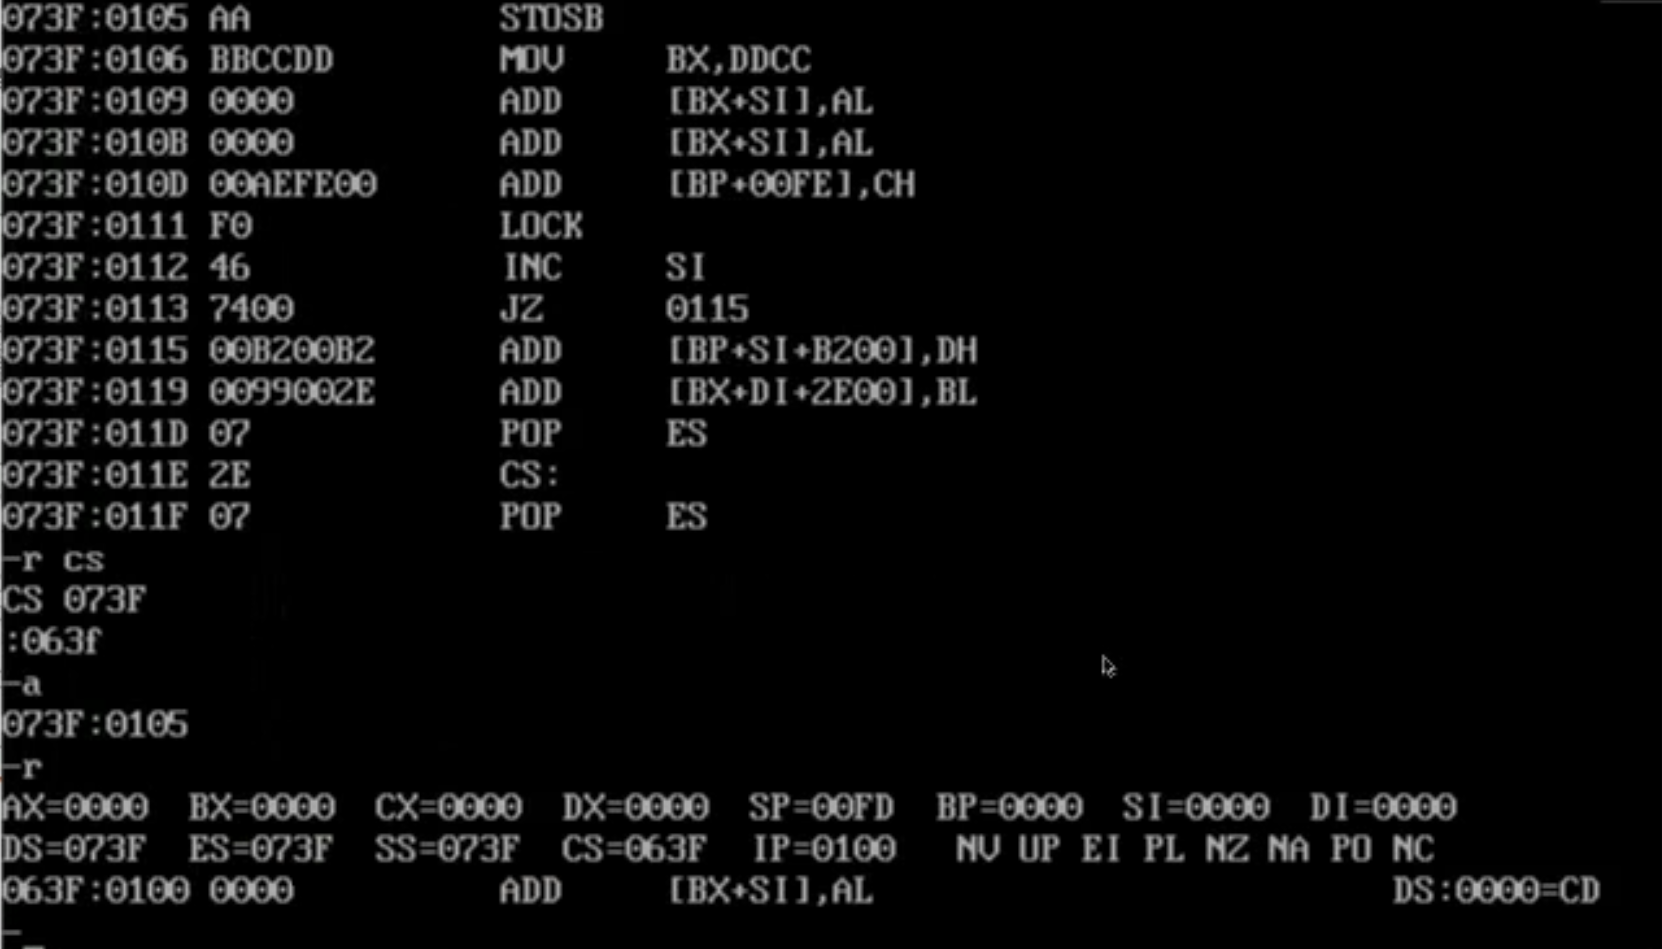 073F:0105 AA STOSB
073F:0106 BBCCDD MOV BX,DDCC
073F:0109 0000 ADD [BX+SI],AL
073F:010B 0000 ADD [BX+SI],AL
073F:010D 00AEFE00 ADD [BP+00FE],CH
073F:0111 F0 LOCK
073F:0112 46 INC SI
073F:0113 7400 JZ 0115
073F:0115 00B200B2 ADD [BP+SI+B200],DH
073F:0119 0099002E ADD [BX+DI+2E00],BL
073F:011D 07 POP ES
073F:011E 2E CS:
073F:011F 07 POP ES
-r cs
CS 073F
:063f
-a
073F:0105
-r
AX=0000 BX=0000 CX=0000 DX=0000 SP=00FD BP=0000 SI=0000 DI=0000
DS=073F ES=073F SS=073F CS=063F IP=0100 NV UP EI PL NZ NA PO NC
063F:0100 0000 ADD [BX+SI],AL DS:0000=CD
-